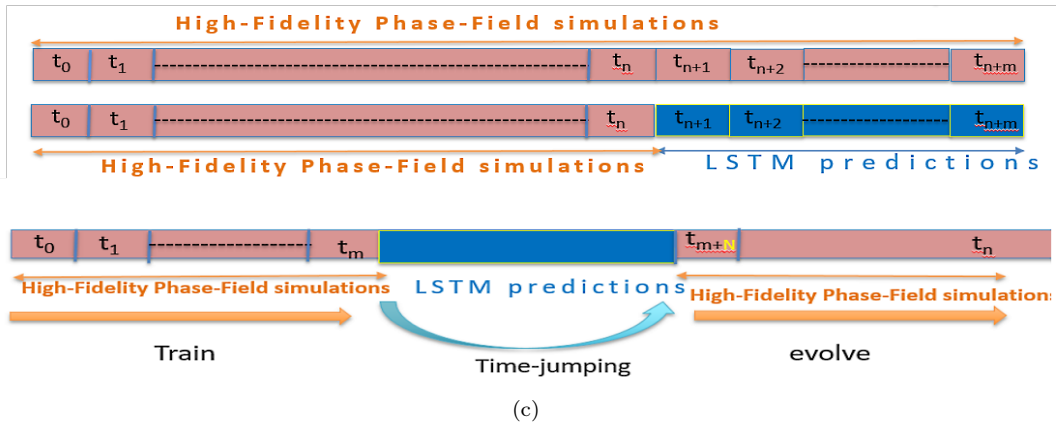 High-Fidelity Phase-Field simulations
t0 t1 tn tn+1 tn+2 tn+m
t0 t1 tn tn+1 tn+2 tn+m
High-Fidelity Phase-Field simulations LSTM predictions
t0 t1 tm tm+N tn
High-Fidelity Phase-Field simulations LSTM predictions High-Fidelity Phase-Field simulations
Train Time-jumping evolve
(c)